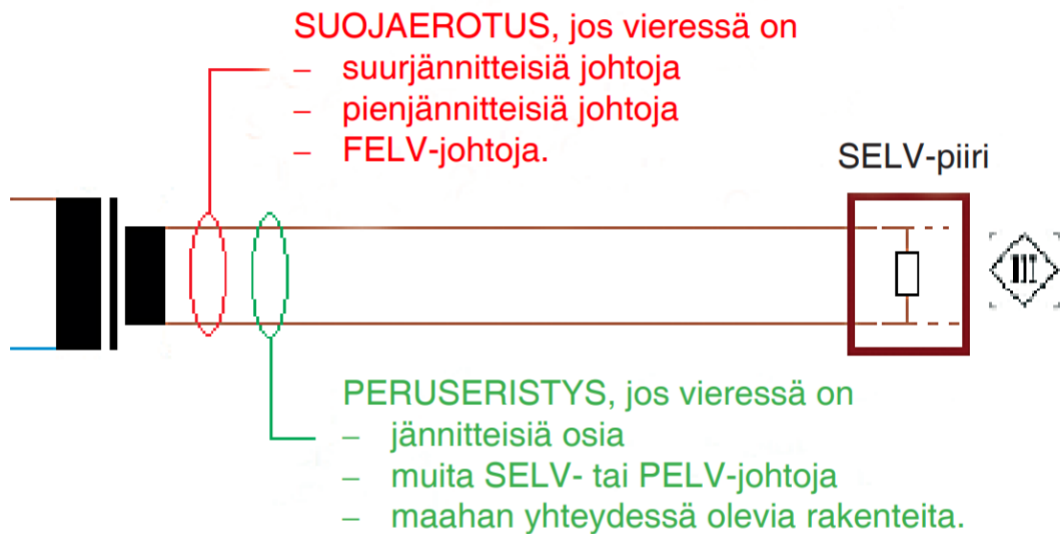 SUOJAEROTUS, jos vieressä on
– suurjännitteisiä johtoja
– pienjännitteisiä johtoja
– FELV-johtoja.
SELV-piiri
III
PERUSERISTYS, jos vieressä on
– jännitteisiä osia
– muita SELV- tai PELV-johtoja
– maahan yhteydessä olevia rakenteita.